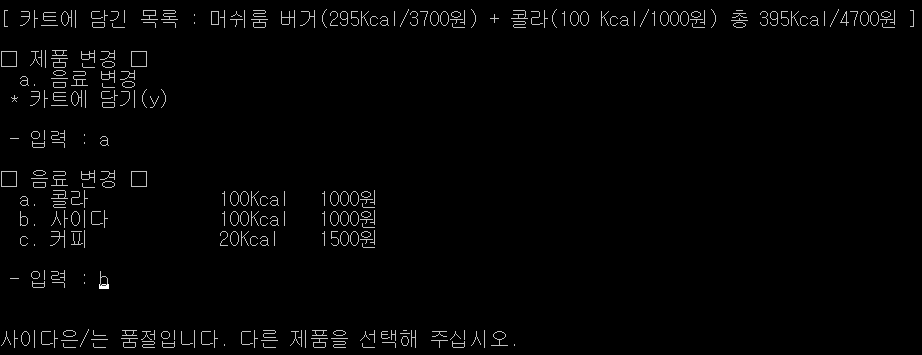 [ 카트에 담긴 목록 : 머쉬룸 버거(295Kcal/3700원) + 콜라(100 Kcal/1000원) 총 395Kcal/4700원 ]
□ 제품 변경 □
a. 음료 변경
* 카트에 담기(y)
- 입력 : a
□ 음료 변경 □
a. 콜라 100Kcal 1000원
b. 사이다 100Kcal 1000원
c. 커피 20Kcal 1500원
- 입력 : b
사이다은/는 품절입니다. 다른 제품을 선택해 주십시오.